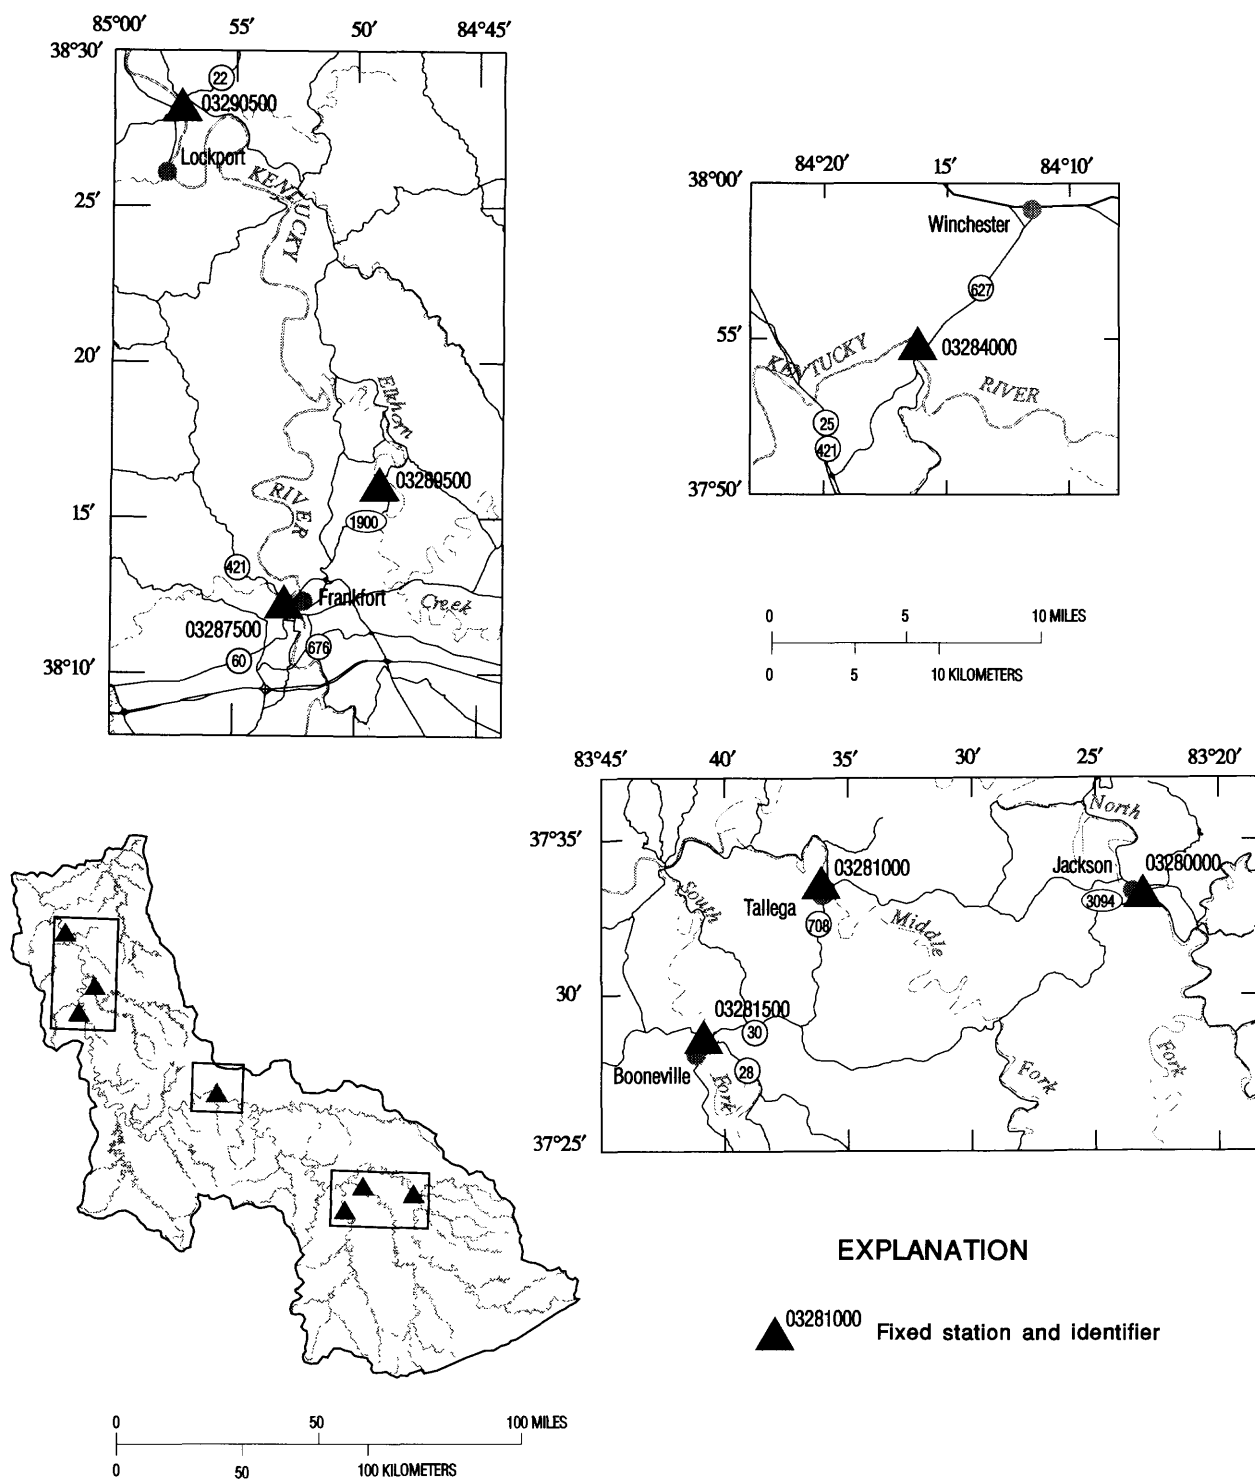 85°00′ 55′ 50′ 84°45′
38°30′
22
03290500
Lockport
KENTUCKY
25′
20′
Elkhorn
03289500
RIVER
1900
15′
421
Frankfort
Creek
03287500
676
60
38°10′
84°20′ 15′ 84°10′
38°00′
Winchester
627
55′
03284000
KENTUCKY
RIVER
25
421
37°50′
0 5 10 MILES
0 5 10 KILOMETERS
83°45′ 40′ 35′ 30′ 25′ 83°20′
North
37°35′
03281000
Jackson
03280000
South
Tallega
3094
708
Middle
30′
03281500
30
Booneville
28
Fork
Fork
Fork
37°25′
EXPLANATION
03281000
Fixed station and identifier
0 50 100 MILES
0 50 100 KILOMETERS